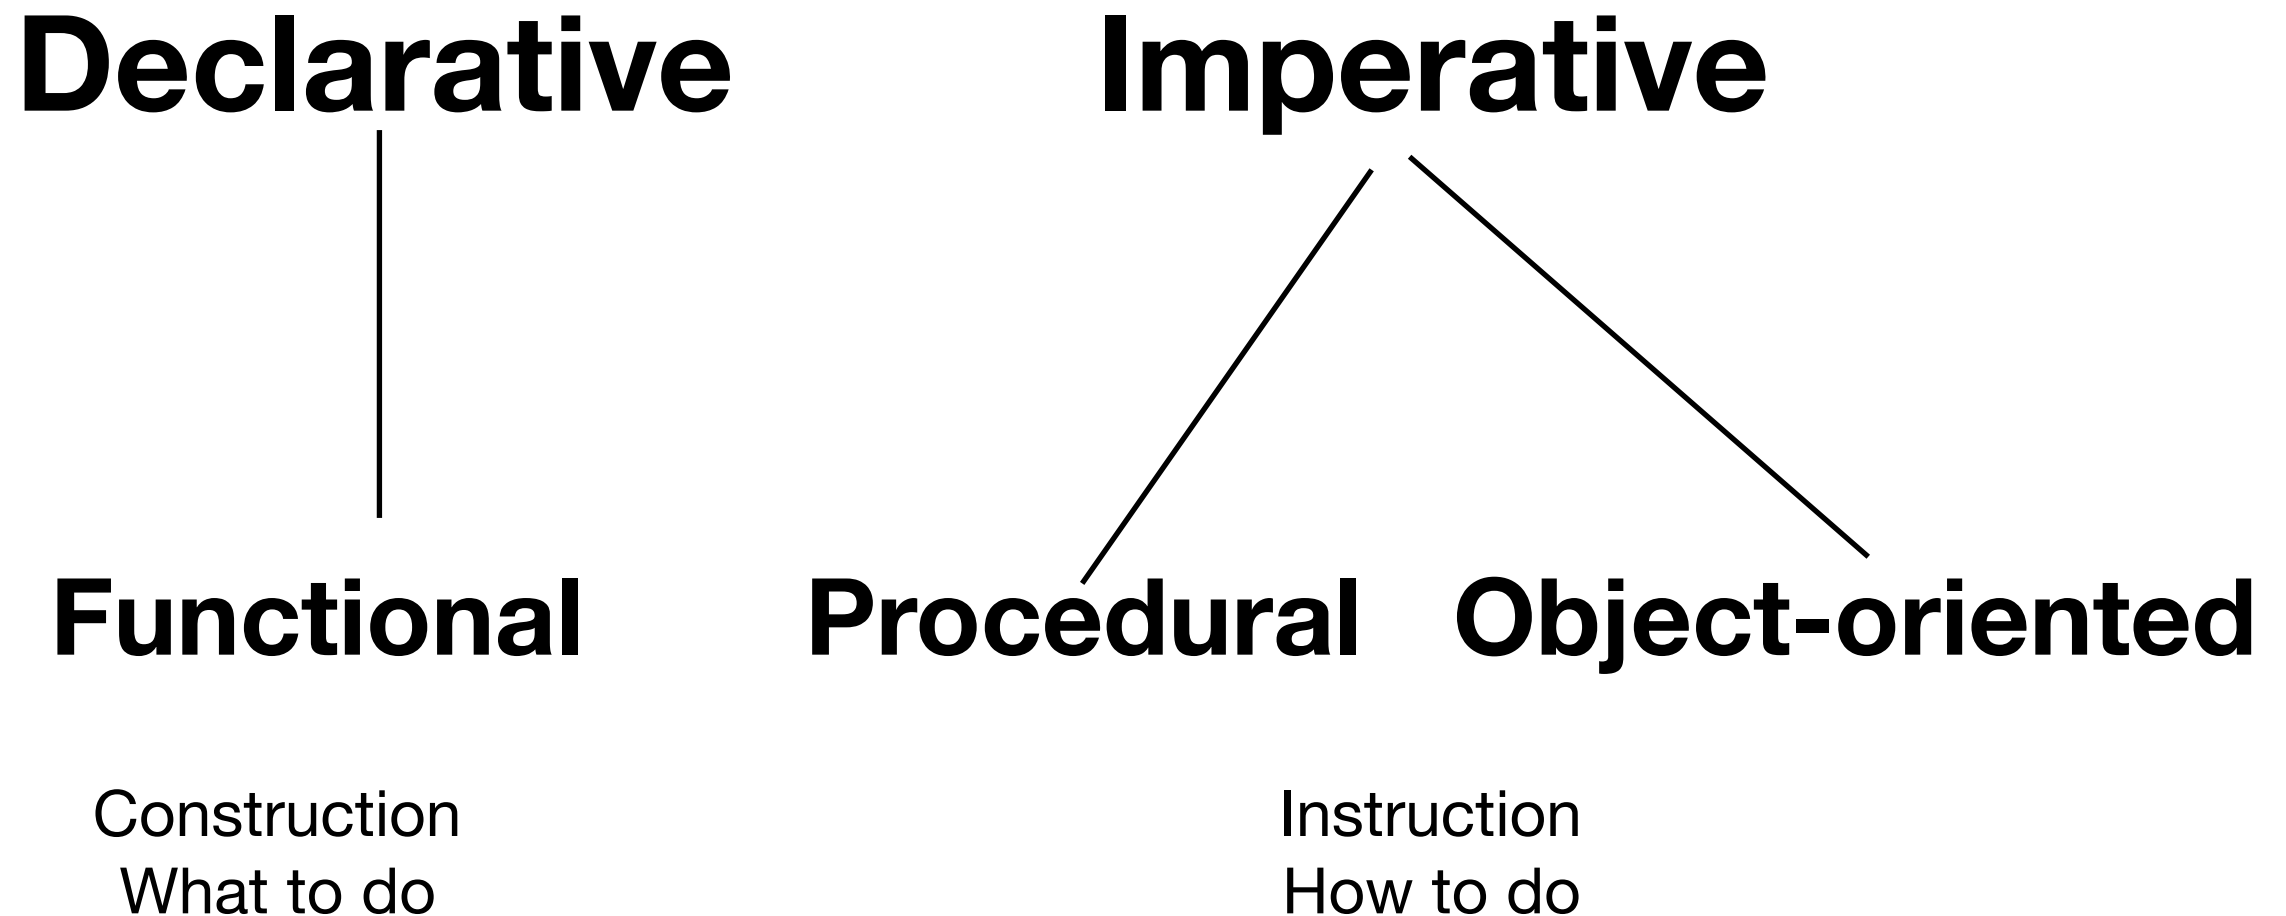 Declarative
Imperative
Functional
Procedural
Object-oriented
Construction
What to do
Instruction
How to do